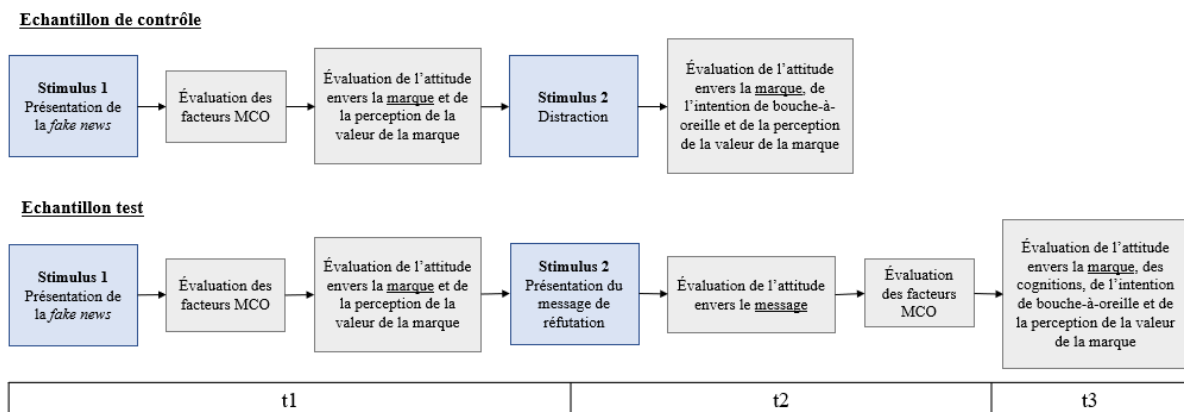 Echantillon de contrôle
Stimulus 1
Présentation de
la fake news
Évaluation des
facteurs MCO
Évaluation de l’attitude
envers la marque et de
la perception de la
valeur de la marque
Stimulus 2
Distraction
Évaluation de l’attitude
envers la marque, de
l’intention de bouche-à-
oreille et de la perception
de la valeur de la marque
Echantillon test
Stimulus 1
Présentation de
la fake news
Évaluation des
facteurs MCO
Évaluation de l’attitude
envers la marque et de
la perception de la
valeur de la marque
Stimulus 2
Présentation du
message de
réfutation
Évaluation de l’attitude
envers le message
Évaluation
des facteurs
MCO
Évaluation de l’attitude
envers la marque, des
cognitions, de l’intention
de bouche-à-oreille et de
la perception de la valeur
de la marque
t1
t2
t3